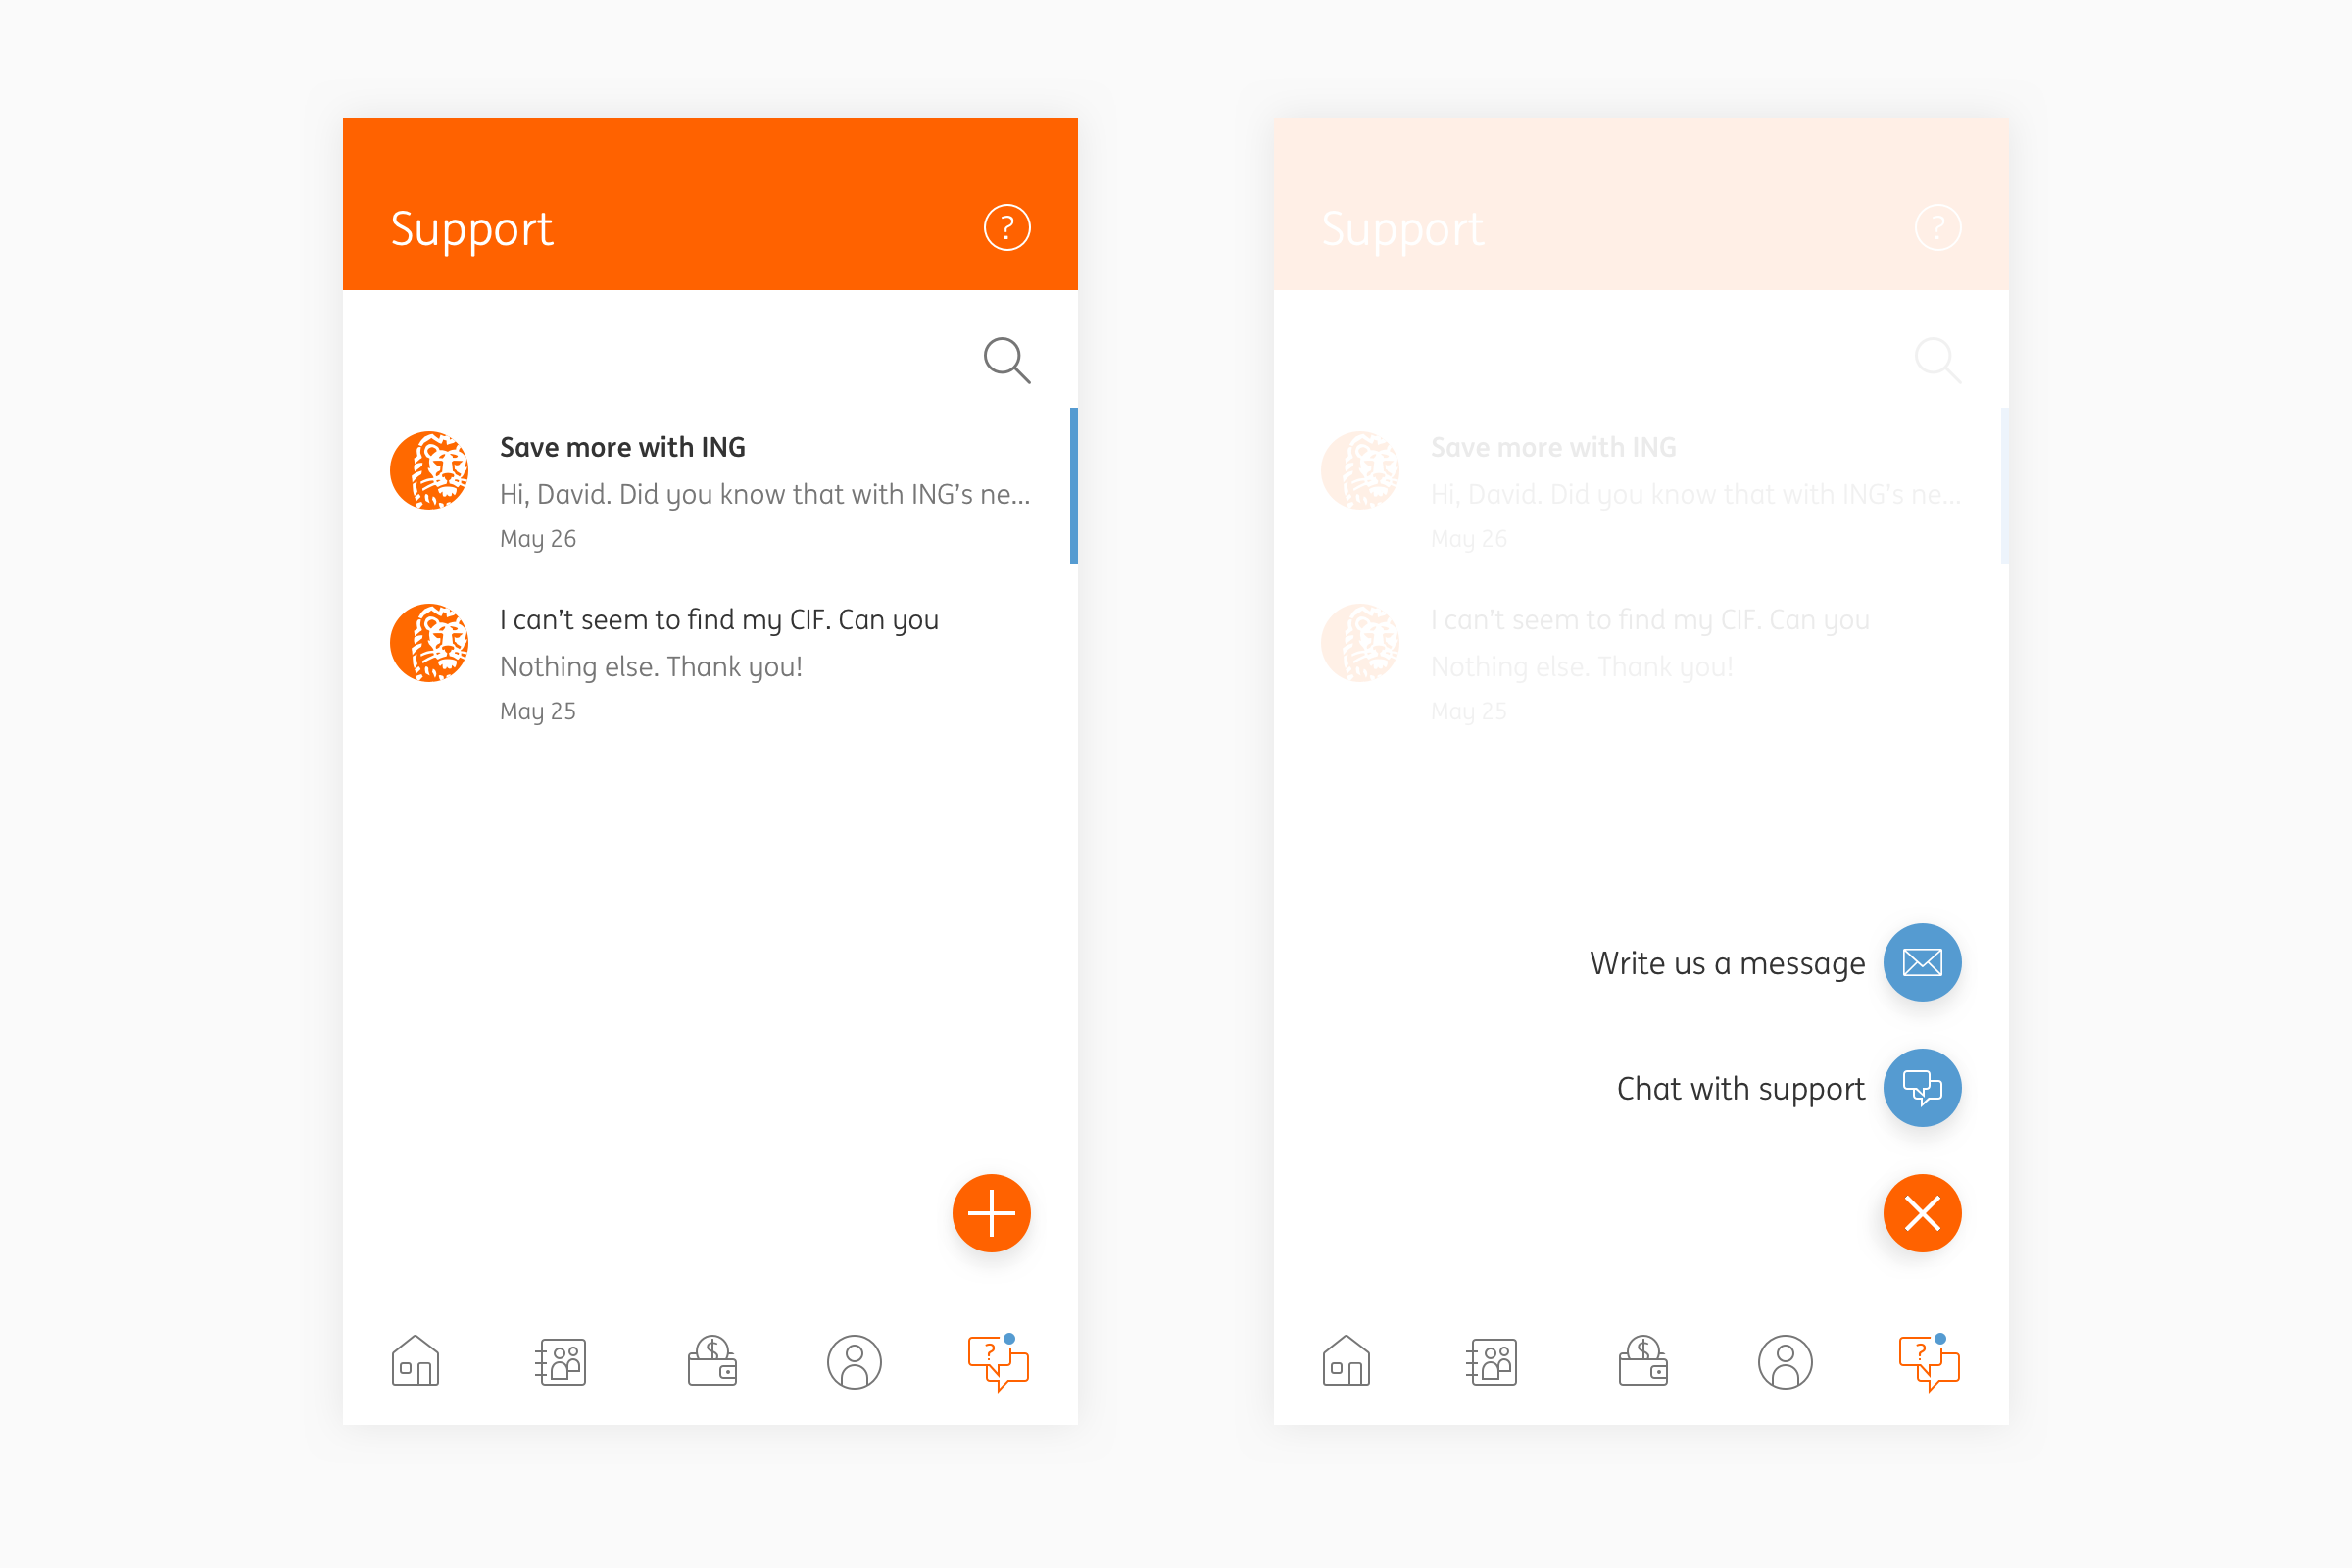 Support
?
Save more with ING
Hi, David. Did you know that with ING’s ne...
May 26
I can’t seem to find my CIF. Can you
Nothing else. Thank you!
May 25
$
?
Support
?
Save more with ING
Hi, David. Did you know that with ING’s ne...
May 26
I can’t seem to find my CIF. Can you
Nothing else. Thank you!
May 25
Write us a message
Chat with support
$
?